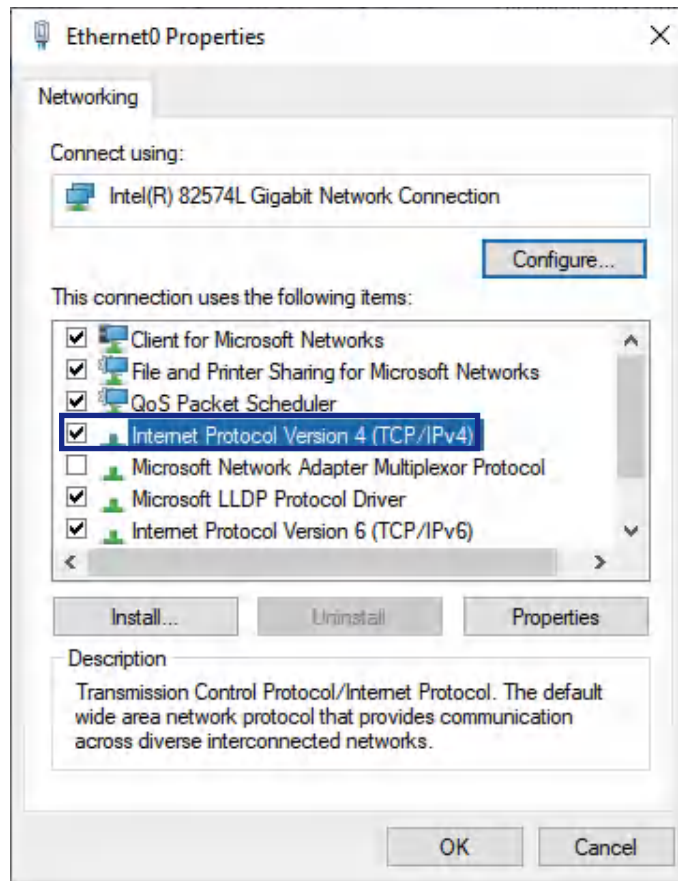 Ethernet0 Properties
Networking
Connect using:
Intel(R) 82574L Gigabit Network Connection
Configure...
This connection uses the following items:
Client for Microsoft Networks
File and Printer Sharing for Microsoft Networks
QoS Packet Scheduler
Internet Protocol Version 4 (TCP/IPv4)
Microsoft Network Adapter Multiplexor Protocol
Microsoft LLDP Protocol Driver
Internet Protocol Version 6 (TCP/IPv6)
Install...
Uninstall
Properties
Description
Transmission Control Protocol/Internet Protocol. The default
wide area network protocol that provides communication
across diverse interconnected networks.
OK
Cancel